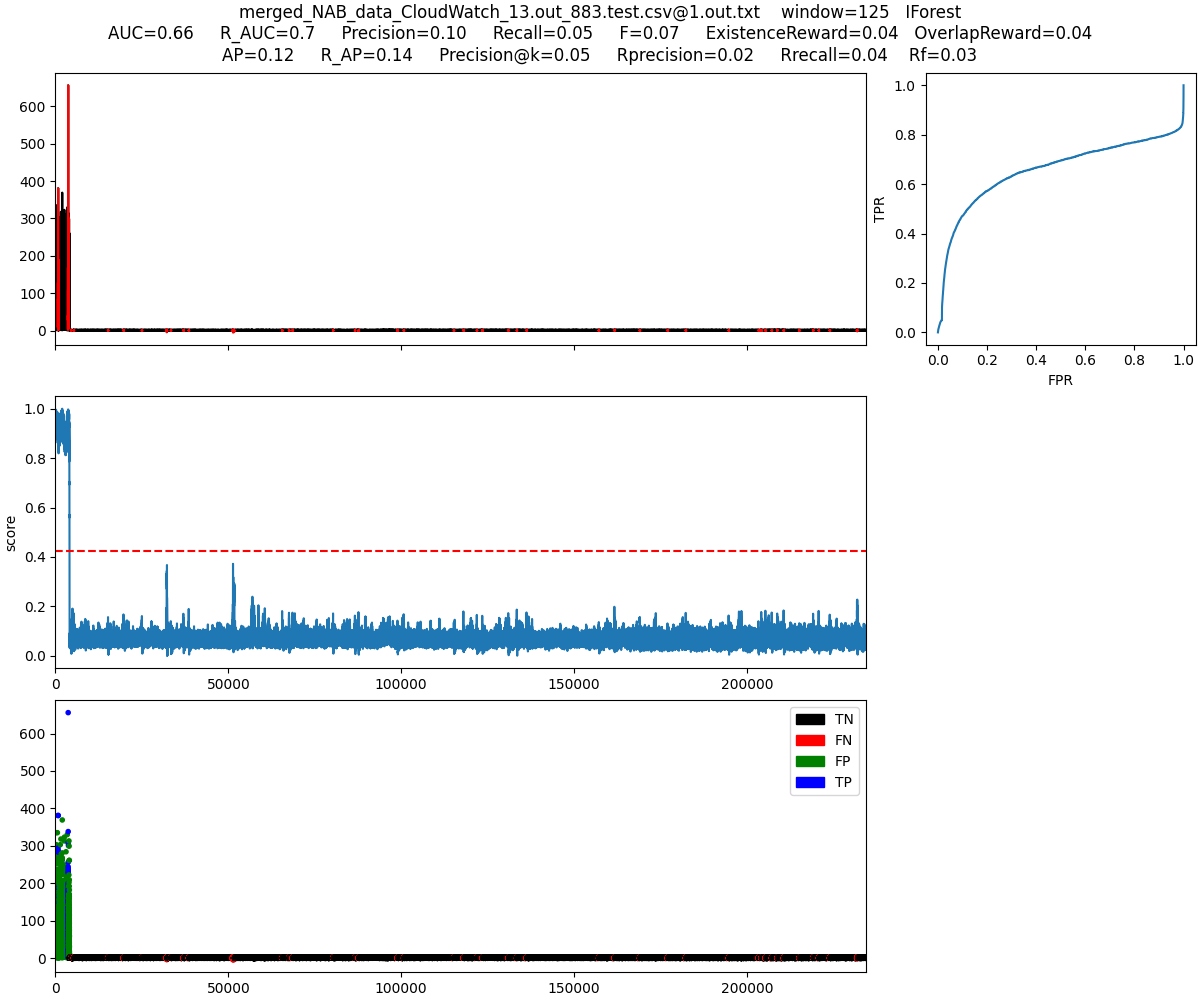 merged_NAB_data_CloudWatch_13.out_883.test.csv@1.out.txt window=125 IForest
AUC=0.66 R_AUC=0.7 Precision=0.10 Recall=0.05 F=0.07 ExistenceReward=0.04 OverlapReward=0.04
AP=0.12 R_AP=0.14 Precision@k=0.05 Rprecision=0.02 Rrecall=0.04 Rf=0.03
600
500
400
300
200
100
0
1.0
0.8
0.6
0.4
0.2
0.0
TPR
0.0 0.2 0.4 0.6 0.8 1.0
FPR
1.0
0.8
0.6
0.4
0.2
0.0
score
0 50000 100000 150000 200000
600
500
400
300
200
100
0
TN
FN
FP
TP
0 50000 100000 150000 200000